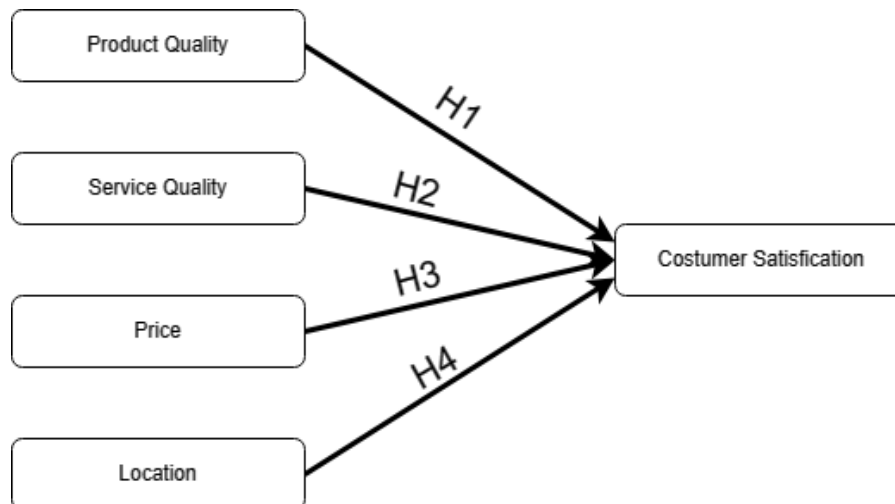 Product Quality
H1
Service Quality
H2
Costumer Satisfication
H3
Price
H4
Location